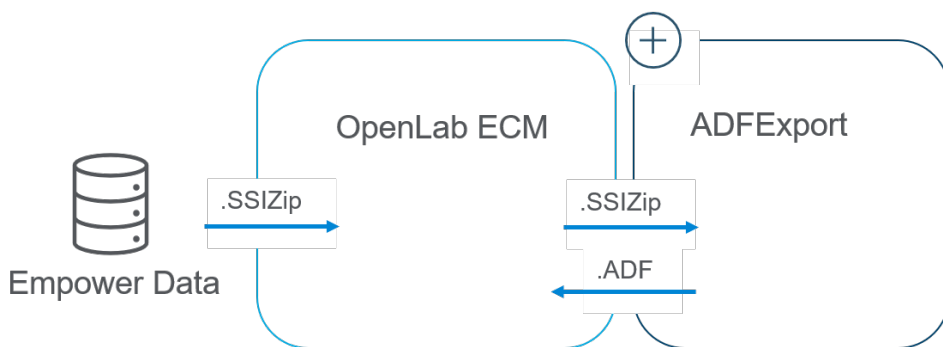 OpenLab ECM
ADFExport
.SSIZip
.SSIZip
.ADF
Empower Data